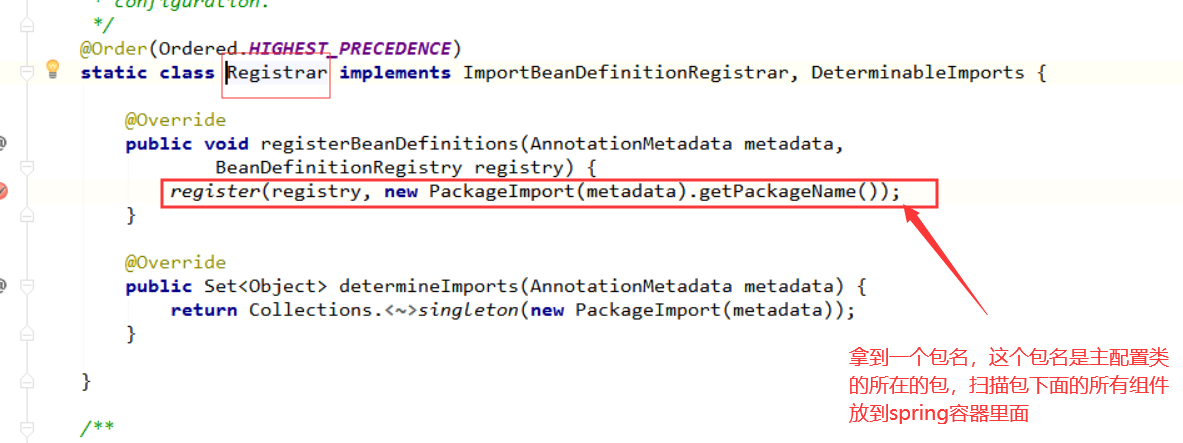 * configuration.
*/
@Order(Ordered.HIGHEST_PRECEDENCE)
static class Registrar implements ImportBeanDefinitionRegistrar, DeterminableImports {
@Override
public void registerBeanDefinitions(AnnotationMetadata metadata,
BeanDefinitionRegistry registry) {
register(registry, new PackageImport(metadata).getPackageName());
}
@Override
public Set<Object> determineImports(AnnotationMetadata metadata) {
return Collections.<~>singleton(new PackageImport(metadata));
}
}
/**
拿到一个包名，这个包名是主配置类
的所在的包，扫描包下面的所有组件
放到spring容器里面